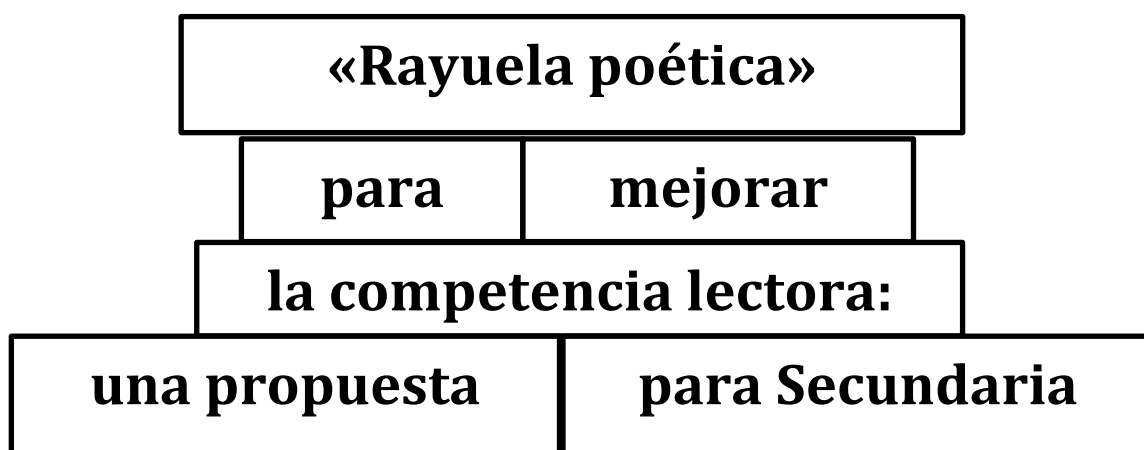 «Rayuela poética»
para mejorar
la competencia lectora:
una propuesta para Secundaria